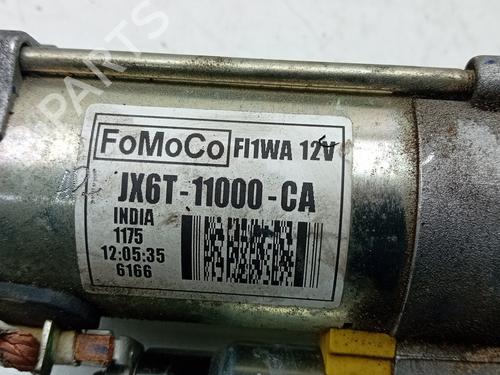 PARTS
FoMoCo FI1WA 12V
JX6T-11000-CA
INDIA
1175
12:05:35
6166